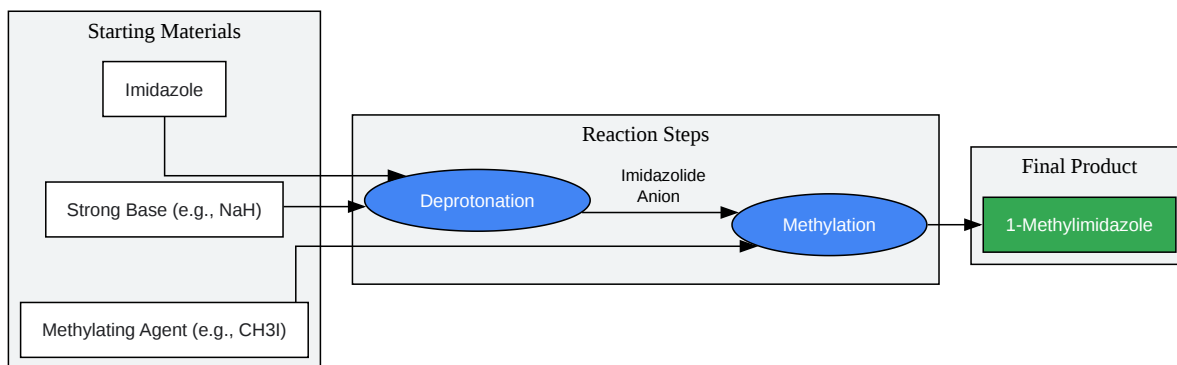 Starting Materials
Imidazole
Strong Base (e.g., NaH)
Methylating Agent (e.g., CH3I)
Reaction Steps
Deprotonation
Imidazolide
Anion
Methylation
Final Product
1-Methylimidazole